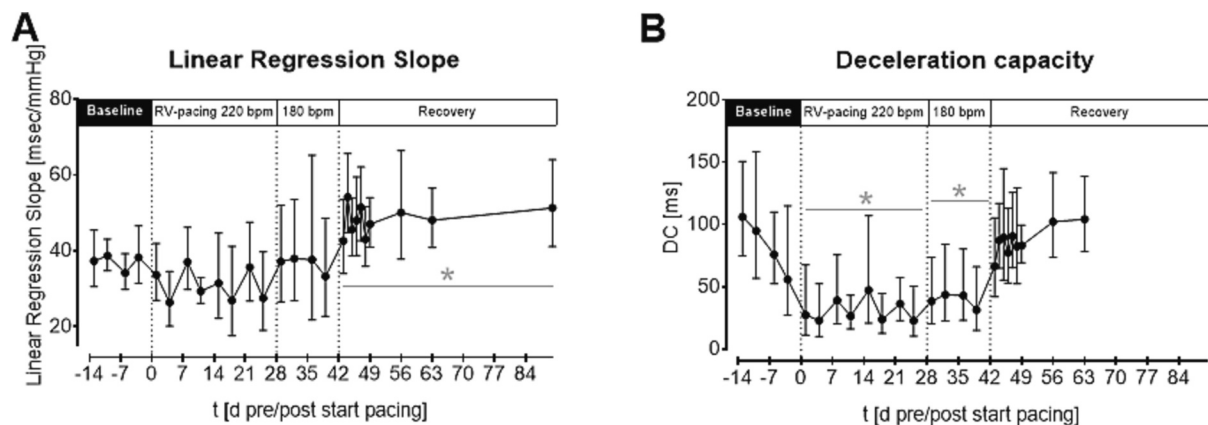 A
Linear Regression Slope
Linear Regression Slope [msec/mmHg]
80
60
40
20
Baseline RV-pacing 220 bpm 180 bpm Recovery
*
-14 -7 0 7 14 21 28 35 42 49 56 63 70 77 84
t [d pre/post start pacing]
B
Deceleration capacity
DC [ms]
200
150
100
50
0
Baseline RV-pacing 220 bpm 180 bpm Recovery
* *
-14 -7 0 7 14 21 28 35 42 49 56 63 70 77 84
t [d pre/post start pacing]